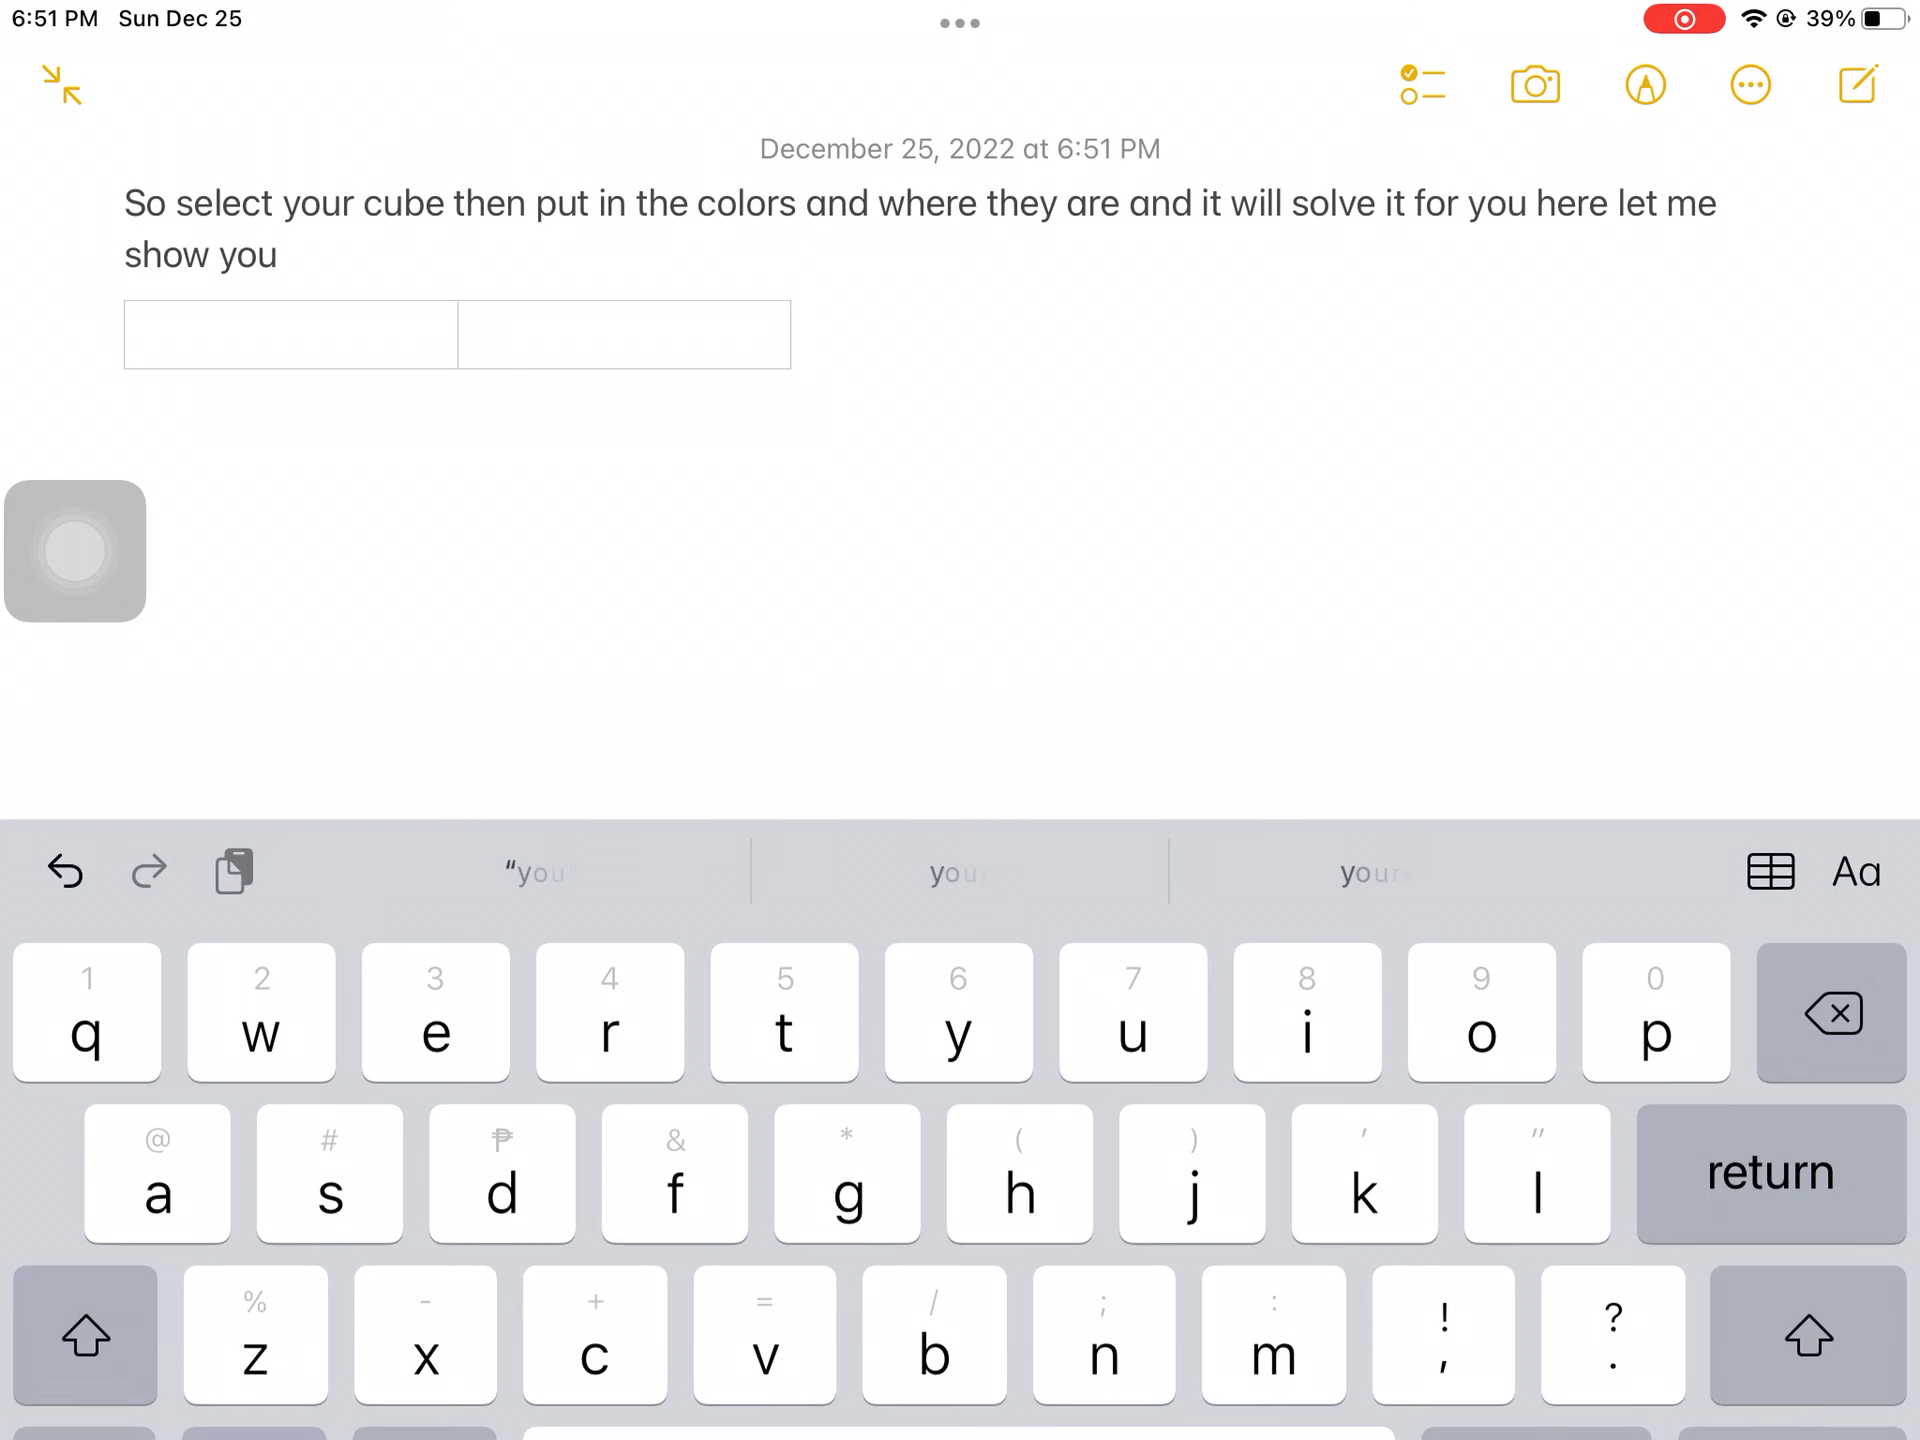 6:51 PM Sun Dec 25
39%
December 25, 2022 at 6:51 PM
So select your cube then put in the colors and where they are and it will solve it for you here let me
show you
“you" your yours Aa
1 2 3 4 5 6 7 8 9 0
q w e r t y u i o p
@ # ₱ & * ( ) ' "
a s d f g h j k l return
% - + = / ; : ! ?
z x c v b n m , .